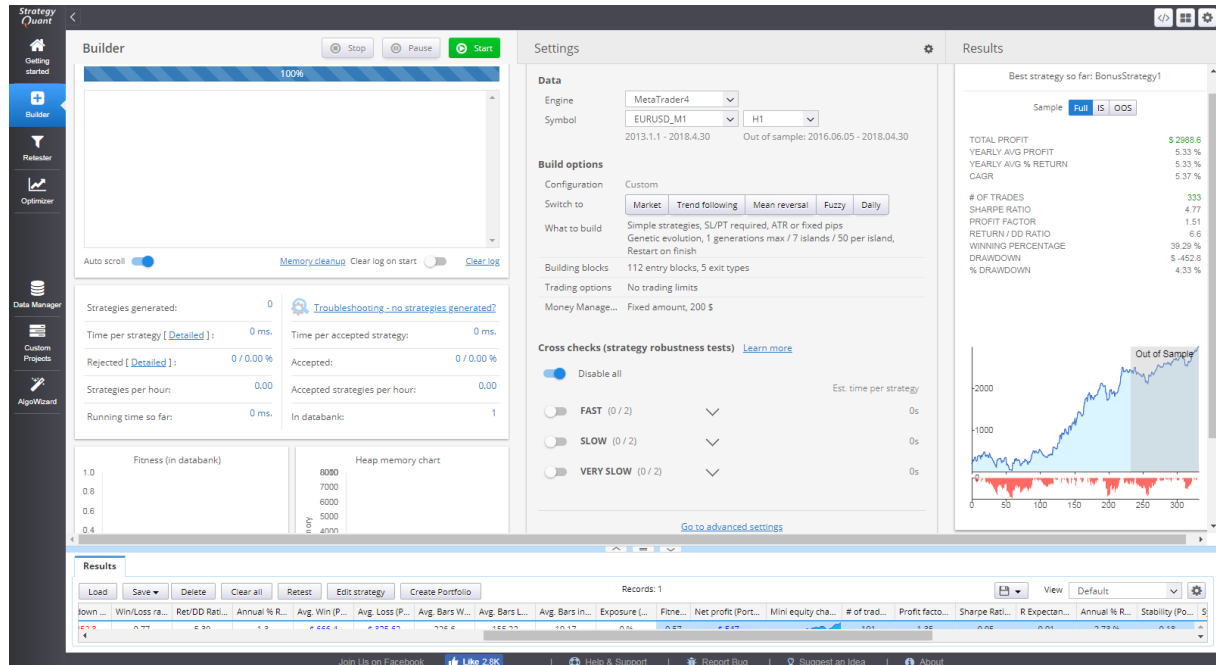 Strategy
Quant
Getting
started
Builder
Retester
Optimizer
Data Manager
Custom
Projects
AlgoWizard
Builder
Stop
Pause
Start
100%
Auto scroll
Memory cleanup
Clear log on start
Clear log
Strategies generated: 0
Troubleshooting - no strategies generated?
Time per strategy [ Detailed ] : 0 ms.
Time per accepted strategy: 0 ms.
Rejected [ Detailed ] : 0 / 0.00 %
Accepted: 0 / 0.00 %
Strategies per hour: 0.00
Accepted strategies per hour: 0.00
Running time so far: 0 ms.
In databank: 1
Fitness (in databank)
1.0
0.8
0.6
0.4
Heap memory chart
7000
6000
5000
4000
Settings
Data
Engine MetaTrader4
Symbol EURUSD_M1 H1
2013.1.1 - 2018.4.30 Out of sample: 2016.06.05 - 2018.04.30
Build options
Configuration Custom
Switch to Market Trend following Mean reversal Fuzzy Daily
What to build Simple strategies, SL/PT required, ATR or fixed pips
Genetic evolution, 1 generations max / 7 islands / 50 per island,
Restart on finish
Building blocks 112 entry blocks, 5 exit types
Trading options No trading limits
Money Manage... Fixed amount, 200 $
Cross checks (strategy robustness tests) Learn more
Disable all
Est. time per strategy
FAST (0 / 2) 0s
SLOW (0 / 2) 0s
VERY SLOW (0 / 2) 0s
Go to advanced settings
Results
Best strategy so far: BonusStrategy1
Sample Full IS OOS
TOTAL PROFIT $ 2988.6
YEARLY AVG PROFIT 5.33 %
YEARLY AVG % RETURN 5.33 %
CAGR 5.37 %
# OF TRADES 333
SHARPE RATIO 4.77
PROFIT FACTOR 1.51
RETURN / DD RATIO 6.6
WINNING PERCENTAGE 39.29 %
DRAWDOWN $ -452.8
% DRAWDOWN 4.33 %
Out of Sample
2000
1000
0
0 50 100 150 200 250 300
Results
Load Save Delete Clear all Retest Edit strategy Create Portfolio
Records: 1
View Default
down ... Win/Loss ra... Ret/DD Rati... Annual % R... Avg. Win (P... Avg. Loss (P... Avg. Bars W... Avg. Bars L... Avg. Bars in... Exposure (... Fitne... Net profit (Port... Mini equity cha... # of trad... Profit facto... Sharpe Rati... R Expectan... Annual % R... Stability (Po...
Join Us on Facebook Like 2.8K | Help & Support | Report Bug | Suggest an Idea | About